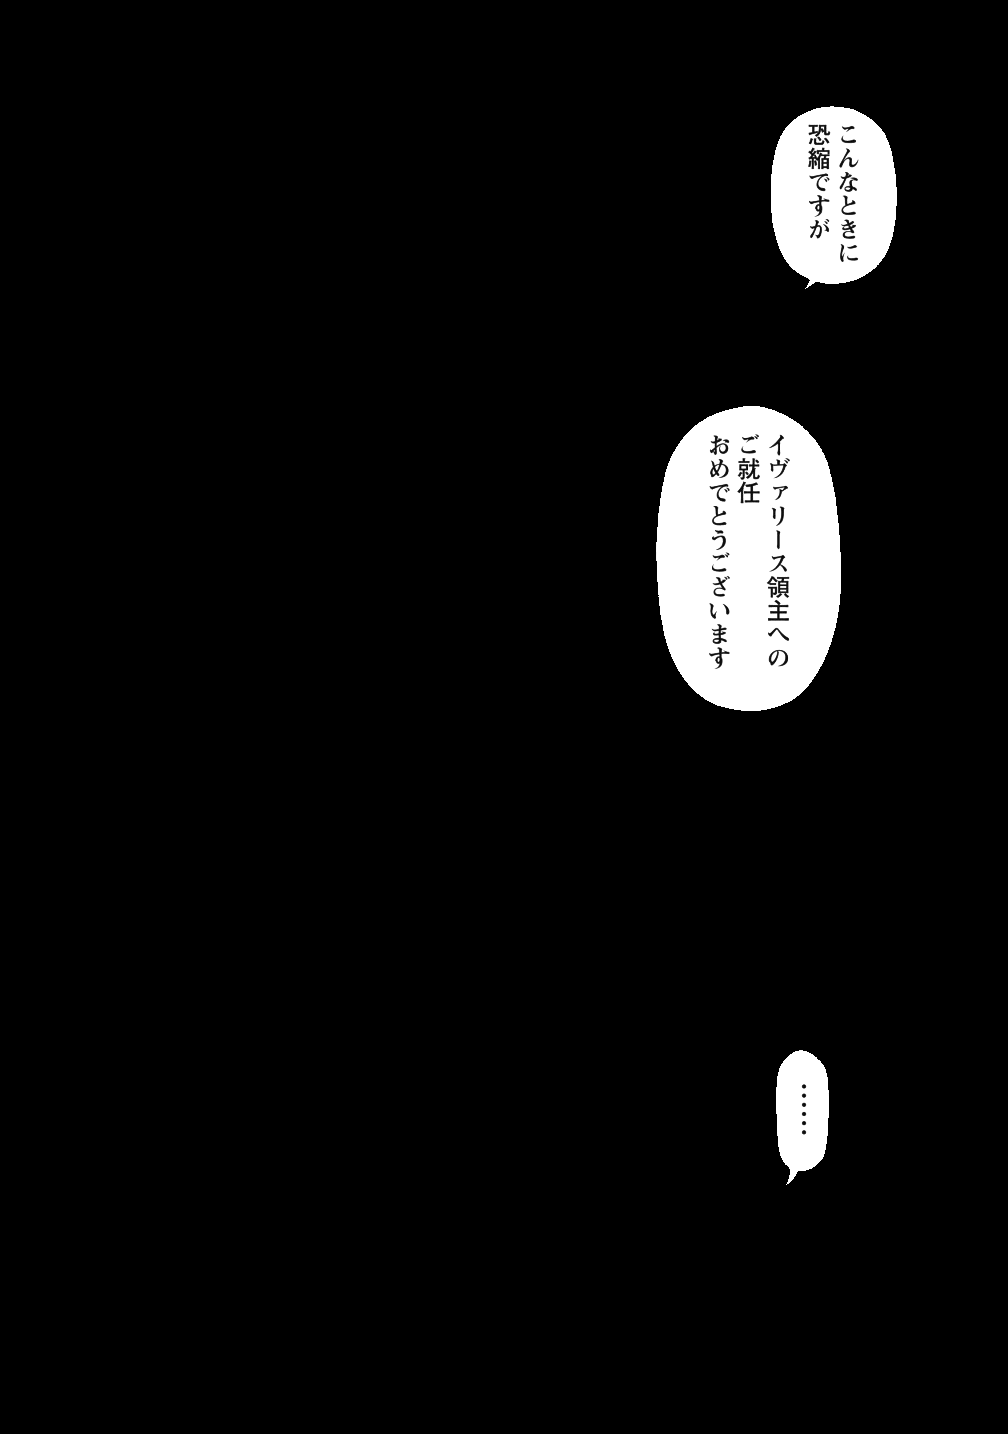 こんなときに
恐縮ですが
イヴァリース領主への
ご就任
おめでとうございます
……